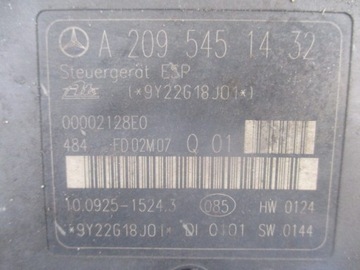 A 209 545 14 32
Steuergerät ESP
(*9Y22G18J01*)
00002128E0
484 FD02M07 Q 01
10.0925-1524.3 085 HW 0124
*9Y22G18J01* DI 0101 SW 0144